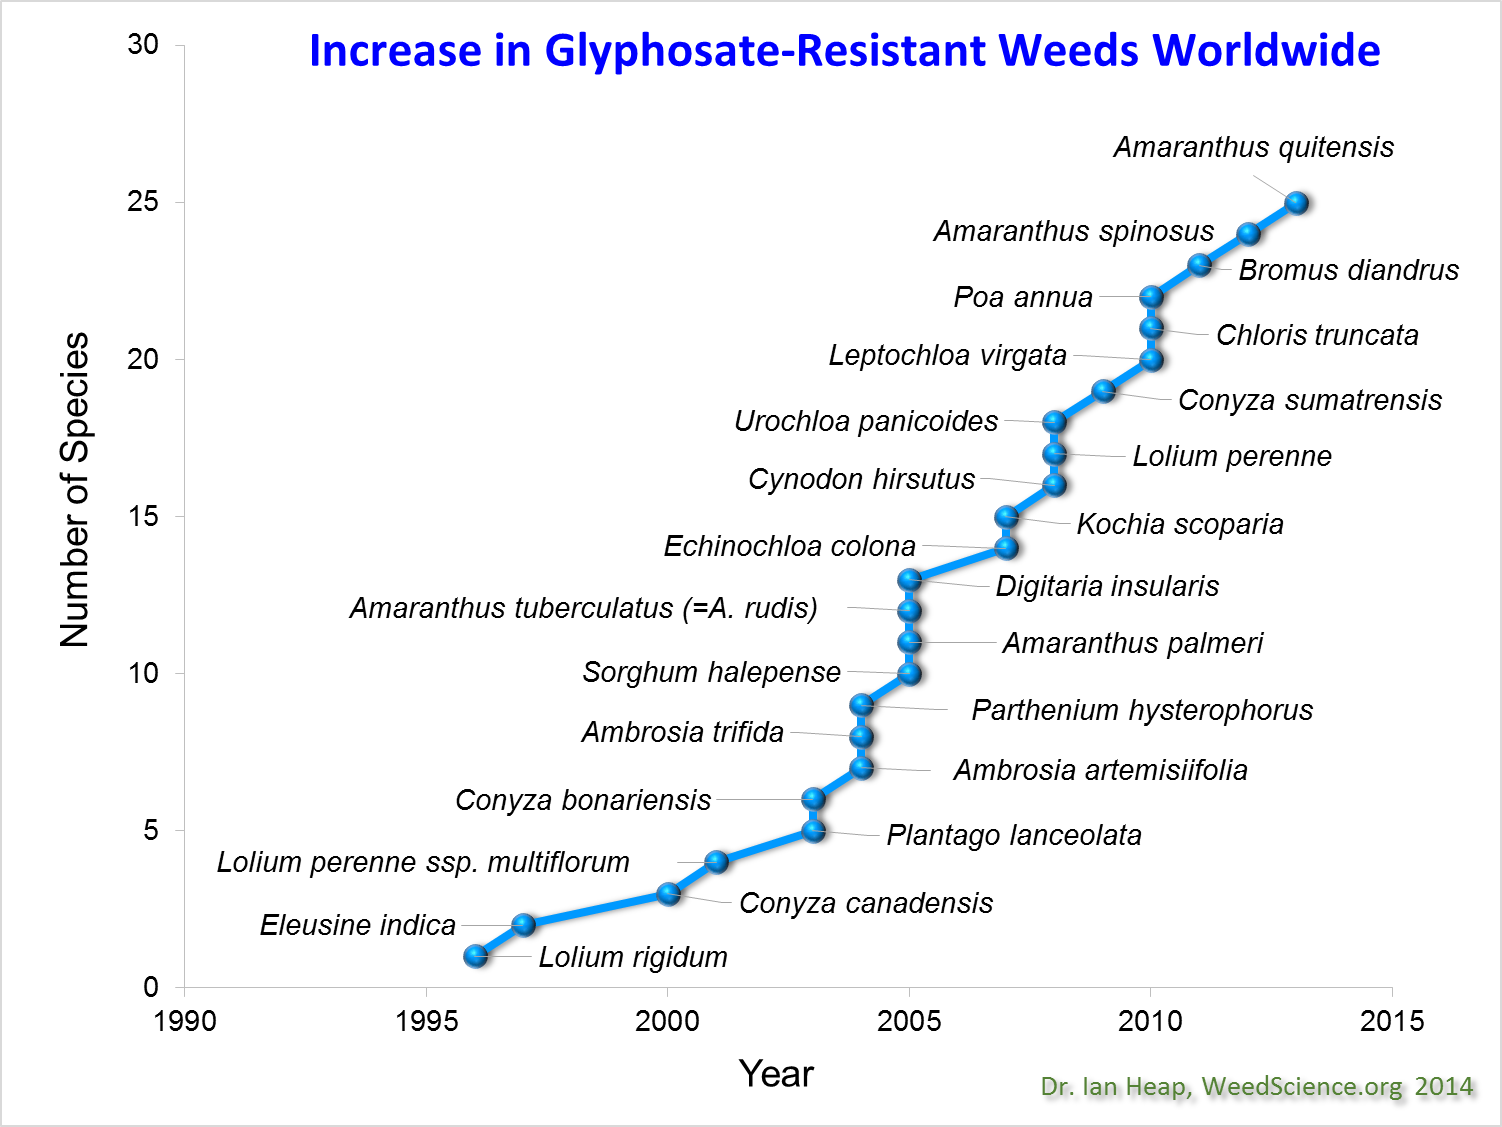 Increase in Glyphosate-Resistant Weeds Worldwide
30
25
20
15
10
5
0
Number of Species
Amaranthus quitensis
Amaranthus spinosus
Bromus diandrus
Poa annua
Chloris truncata
Leptochloa virgata
Conyza sumatrensis
Urochloa panicoides
Lolium perenne
Cynodon hirsutus
Kochia scoparia
Echinochloa colona
Digitaria insularis
Amaranthus tuberculatus (=A. rudis)
Amaranthus palmeri
Sorghum halepense
Parthenium hysterophorus
Ambrosia trifida
Ambrosia artemisiifolia
Conyza bonariensis
Plantago lanceolata
Lolium perenne ssp. multiflorum
Conyza canadensis
Eleusine indica
Lolium rigidum
1990 1995 2000 2005 2010 2015
Year
Dr. Ian Heap, WeedScience.org 2014